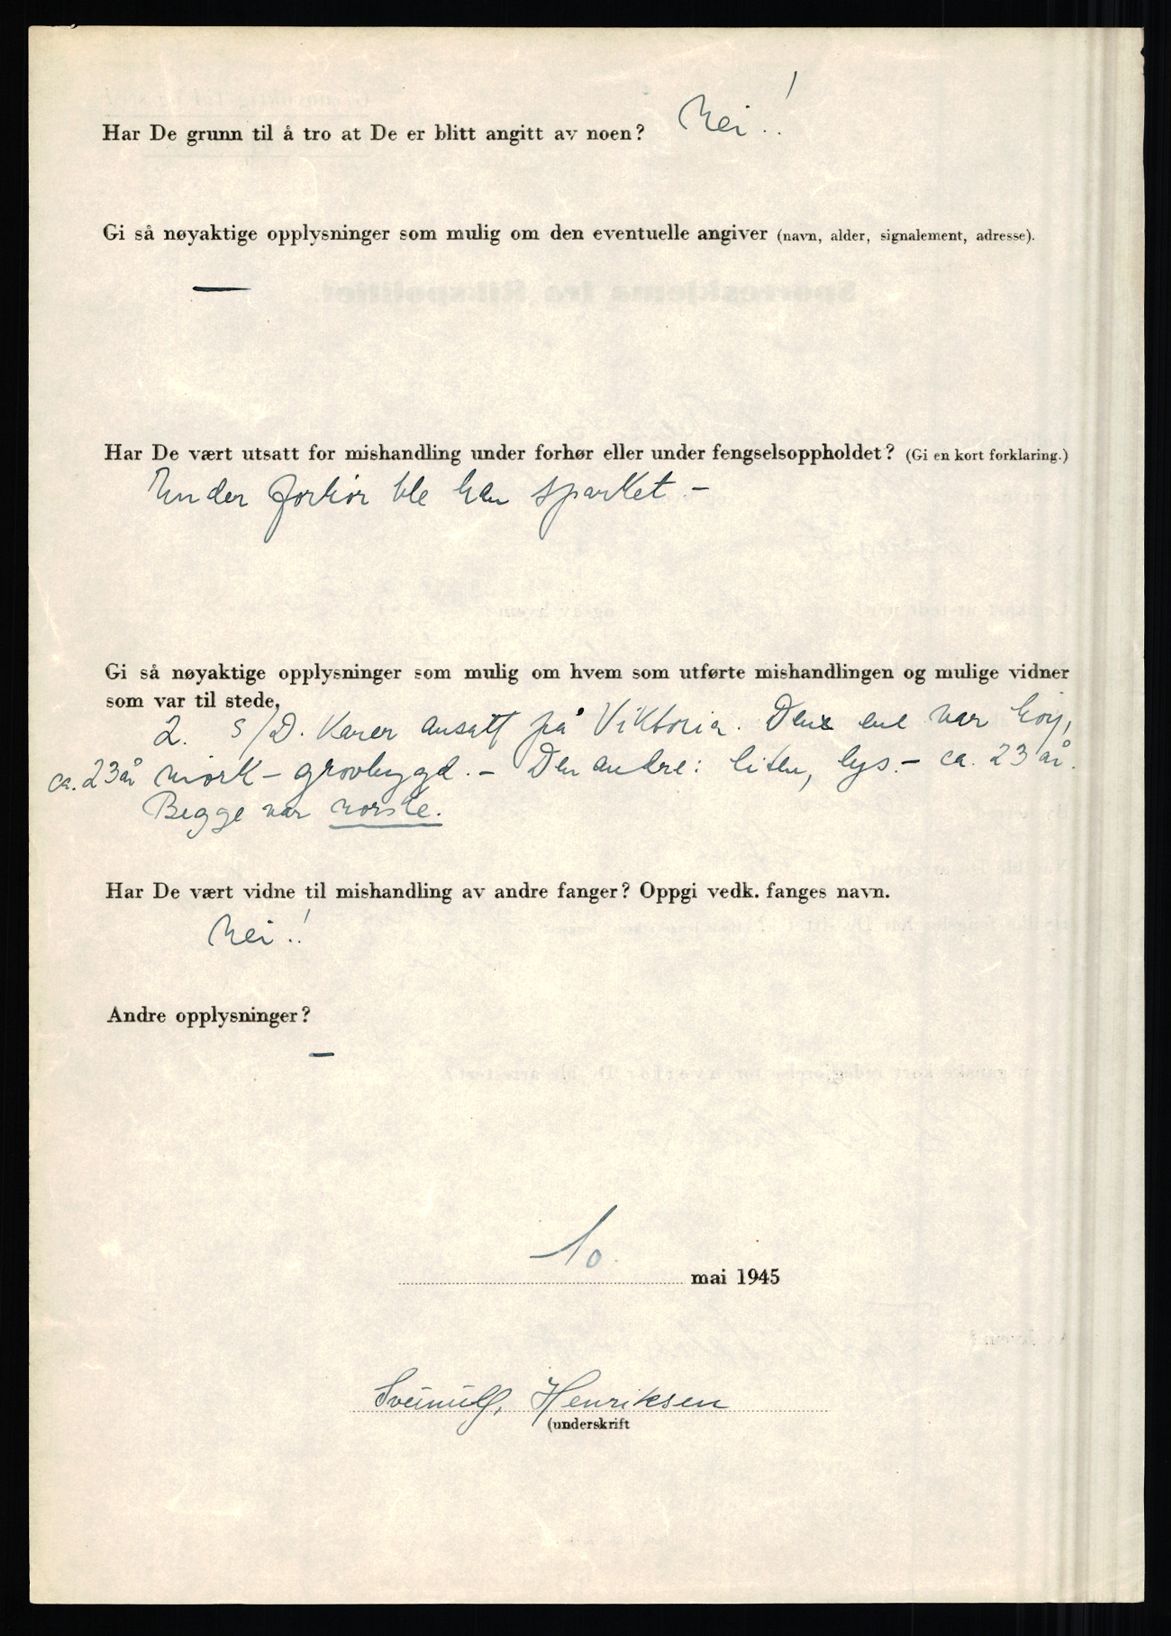 Har De grunn til å tro at De er blitt angitt av noen? Nei!!
Gi så nøyaktige opplysninger som mulig om den eventuelle angiver (navn, alder, signalement, adresse).
—
Har De vært utsatt for mishandling under forhør eller under fengselsoppholdet? (Gi en kort forklaring.)
Under forhør ble han sparket –
Gi så nøyaktige opplysninger som mulig om hvem som utførte mishandlingen og mulige vidner
som var til stede.
2. S/D. Karer ansatt på Viktoria. Den ene var høy,
ca. 23 år mørk – grovbygd. – Den andre: liten, lys. – ca. 23 år.
Begge var norske.
Har De vært vidne til mishandling av andre fanger? Oppgi vedk. fanges navn.
Nei!!
Andre opplysninger?
—
10. mai 1945
Sveinulf. Henriksen
(underskrift